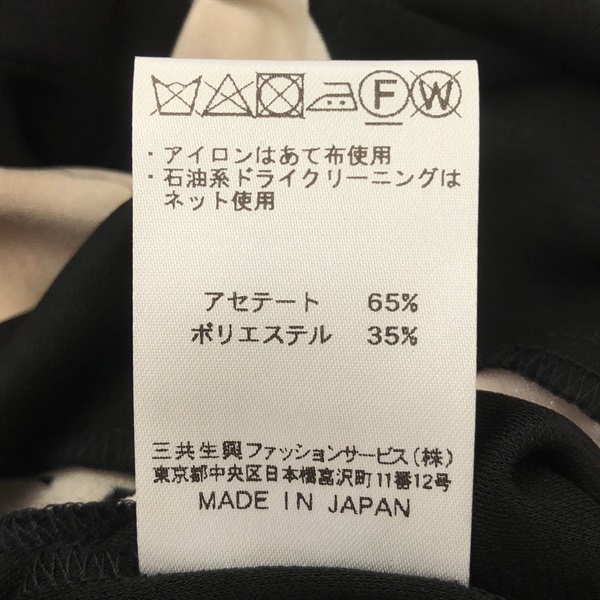 F W
・アイロンはあて布使用
・石油系ドライクリーニングは
ネット使用
アセテート 65%
ポリエステル 35%
三共生興ファッションサービス(株)
東京都中央区日本橋富沢町11番12号
MADE IN JAPAN